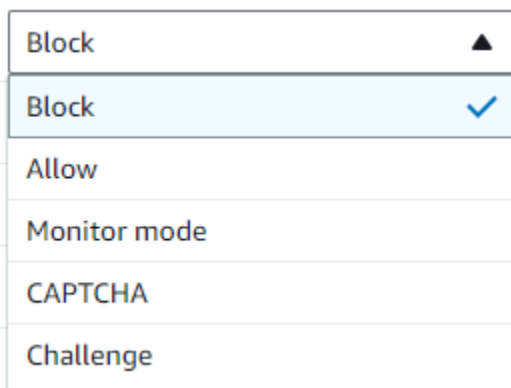 Block
Block
Allow
Monitor mode
CAPTCHA
Challenge